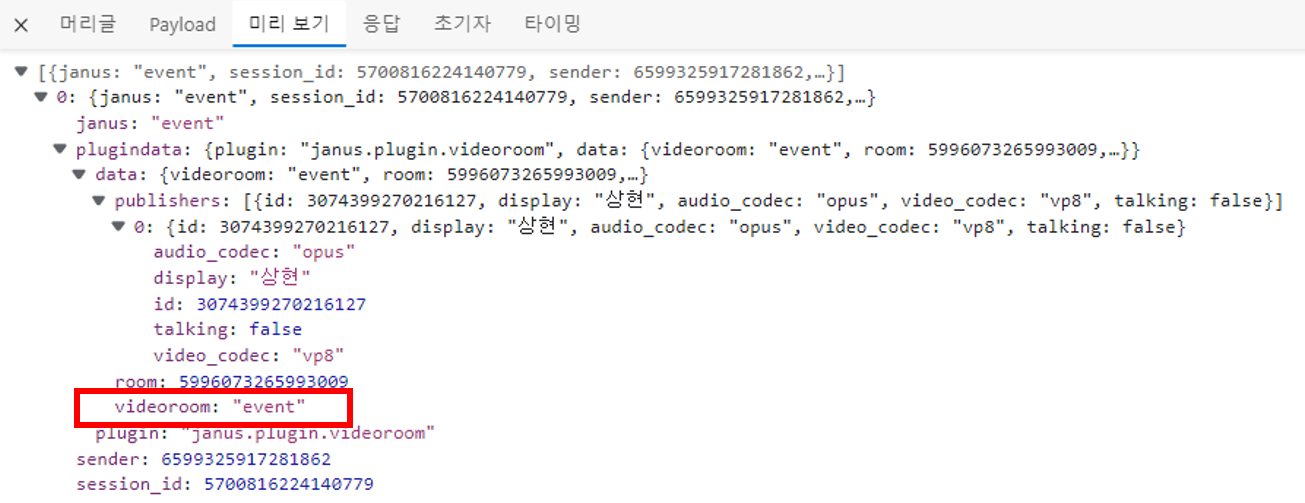 × 머리글 Payload 미리 보기 응답 초기자 타이밍
▼ [{janus: "event", session_id: 5700816224140779, sender: 6599325917281862,…}]
▼ 0: {janus: "event", session_id: 5700816224140779, sender: 6599325917281862,…}
janus: "event"
▼ plugindata: {plugin: "janus.plugin.videoroom", data: {videoroom: "event", room: 5996073265993009,…}}
▼ data: {videoroom: "event", room: 5996073265993009,…}
▼ publishers: [{id: 3074399270216127, display: "상현", audio_codec: "opus", video_codec: "vp8", talking: false}]
▼ 0: {id: 3074399270216127, display: "상현", audio_codec: "opus", video_codec: "vp8", talking: false}
audio_codec: "opus"
display: "상현"
id: 3074399270216127
talking: false
video_codec: "vp8"
room: 5996073265993009
videoroom: "event"
plugin: "janus.plugin.videoroom"
sender: 6599325917281862
session_id: 5700816224140779